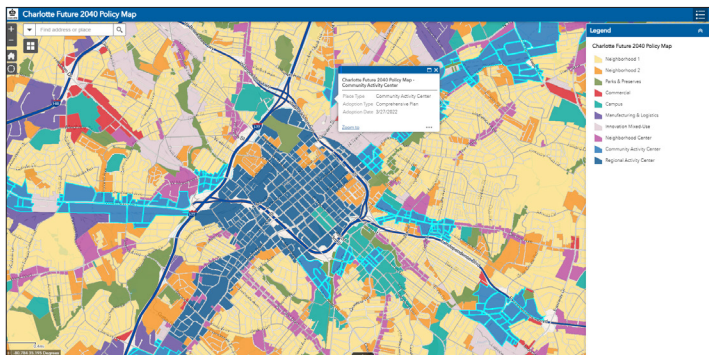 Charlotte Future 2040 Policy Map
Find address or place
Charlotte Future 2040 Policy Map -
Community Activity Center
Place Type Community Activity Center
Adoption Type Comprehensive Plan
Adoption Date 3/27/2022
Zoom to
Legend
Charlotte Future 2040 Policy Map
Neighborhood 1
Neighborhood 2
Parks & Preserves
Commercial
Campus
Manufacturing & Logistics
Innovation Mixed-Use
Neighborhood Center
Community Activity Center
Regional Activity Center